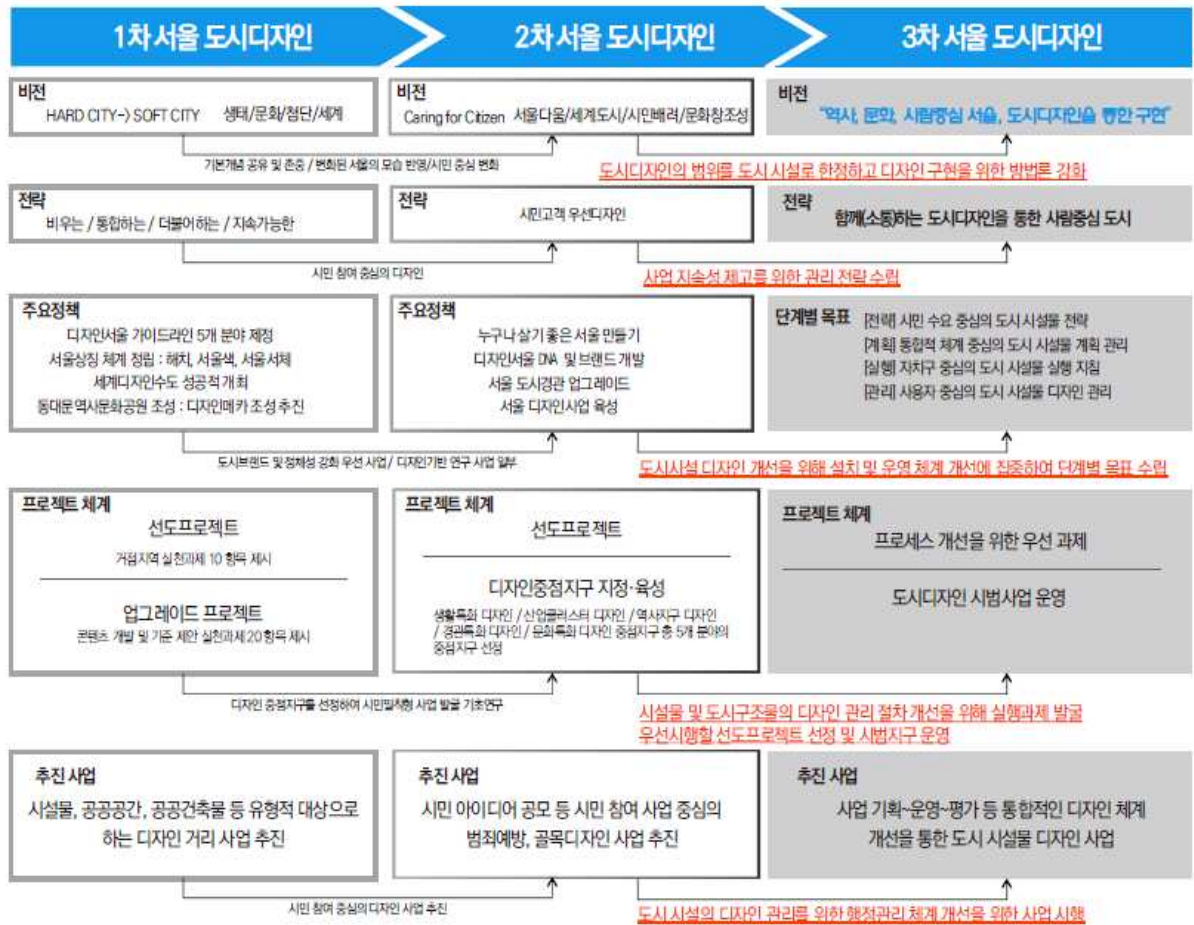 1차 서울 도시디자인
2차 서울 도시디자인
3차 서울 도시디자인
비전
HARD CITY-> SOFT CITY 생태/문화/첨단/세계
비전
Caring for Citizen 서울다움/세계도시/시민배려/문화창조성
비전
"역사, 문화, 사람중심 서울, 도시디자인을 통한 구현"
기본개념 공유 및 존중 / 변화된 서울의 모습 반영/시민 중심 변화
도시디자인의 범위를 도시 시설로 한정하고 디자인 구현을 위한 방법론 강화
전략
비우는 / 통합하는 / 더불어하는 / 지속가능한
전략
시민고객 우선디자인
전략
함께(소통)하는 도시디자인을 통한 사람중심 도시
시민 참여 중심의 디자인
사업 지속성 제고를 위한 관리 전략 수립
주요정책
디자인서울 가이드라인 5개 분야 제정
서울상징 체계 정립 : 해치, 서울색, 서울서체
세계디자인수도 성공적 개최
동대문역사문화공원 조성 : 디자인메카 조성 추진
주요정책
누구나 살기 좋은 서울 만들기
디자인서울 DNA 및 브랜드 개발
서울 도시경관 업그레이드
서울 디자인사업 육성
단계별 목표
[전략] 시민 수요 중심의 도시 시설물 전략
[계획] 통합적 체계 중심의 도시 시설물 계획 관리
[실행] 자치구 중심의 도시 시설물 실행 지침
[관리] 사용자 중심의 도시 시설물 디자인 관리
도시브랜드 및 정체성 강화 우선 사업 / 디자인기반 연구 사업 일부
도시시설 디자인 개선을 위해 설치 및 운영 체계 개선에 집중하여 단계별 목표 수립
프로젝트 체계
선도프로젝트
거점지역 실천과제 10 항목 제시
업그레이드 프로젝트
콘텐츠 개발 및 기준 제안 실천과제 20 항목 제시
프로젝트 체계
선도프로젝트
디자인중점지구 지정·육성
생활특화 디자인 / 산업클러스터 디자인 / 역사지구 디자인
/ 경관특화 디자인 / 문화특화 디자인 중점지구 총 5개 분야의
중점지구 선정
프로젝트 체계
프로세스 개선을 위한 우선 과제
도시디자인 시범사업 운영
디자인 중점지구를 선정하여 시민밀착형 사업 발굴 기초연구
시설물 및 도시구조물의 디자인 관리 절차 개선을 위해 실행과제 발굴
우선시행할 선도프로젝트 선정 및 시범지구 운영
추진 사업
시설물, 공공공간, 공공건축물 등 유형적 대상으로
하는 디자인 거리 사업 추진
추진 사업
시민 아이디어 공모 등 시민 참여 사업 중심의
범죄예방, 골목디자인 사업 추진
추진 사업
사업 기획~운영~평가 등 통합적인 디자인 체계
개선을 통한 도시 시설물 디자인 사업
시민 참여 중심의 디자인 사업 추진
도시 시설의 디자인 관리를 위한 행정관리 체계 개선을 위한 사업 시행